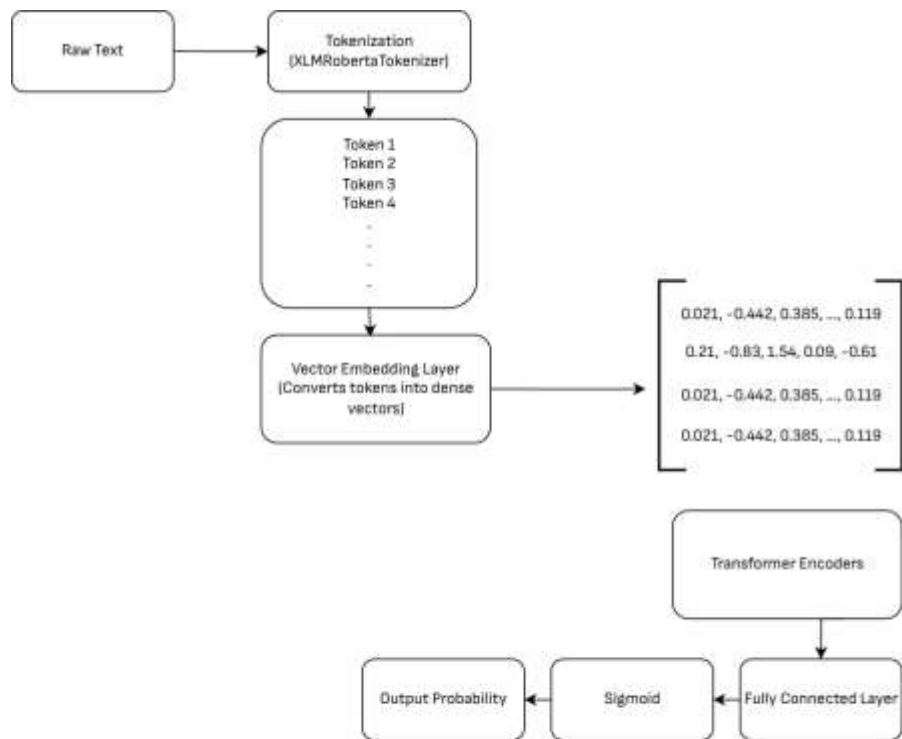 Raw Text
Tokenization
(XLMRobertaTokenizer)
Token 1
Token 2
Token 3
Token 4
-
-
-
-
Vector Embedding Layer
(Converts tokens into dense
vectors)
0.021, -0.442, 0.385, ..., 0.119
0.21, -0.83, 1.54, 0.09, -0.61
0.021, -0.442, 0.385, ..., 0.119
0.021, -0.442, 0.385, ..., 0.119
Transformer Encoders
Output Probability
Sigmoid
Fully Connected Layer